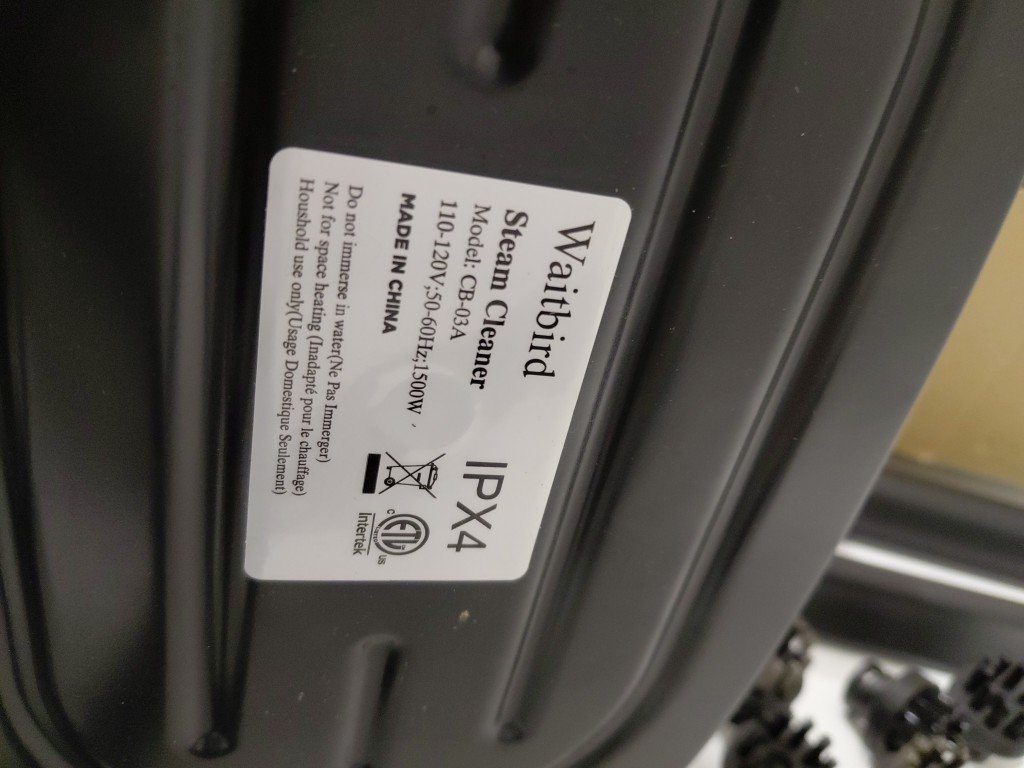 Waitbird
Steam Cleaner
Model: CB-03A
110-120V;50-60Hz;1500W
MADE IN CHINA
IPX4
ETL
c us
Intertek
Do not immerse in water(Ne Pas Immerger)
Not for space heating (Inadapté pour le chauffage)
Houshold use only(Usage Domestique Seulement)